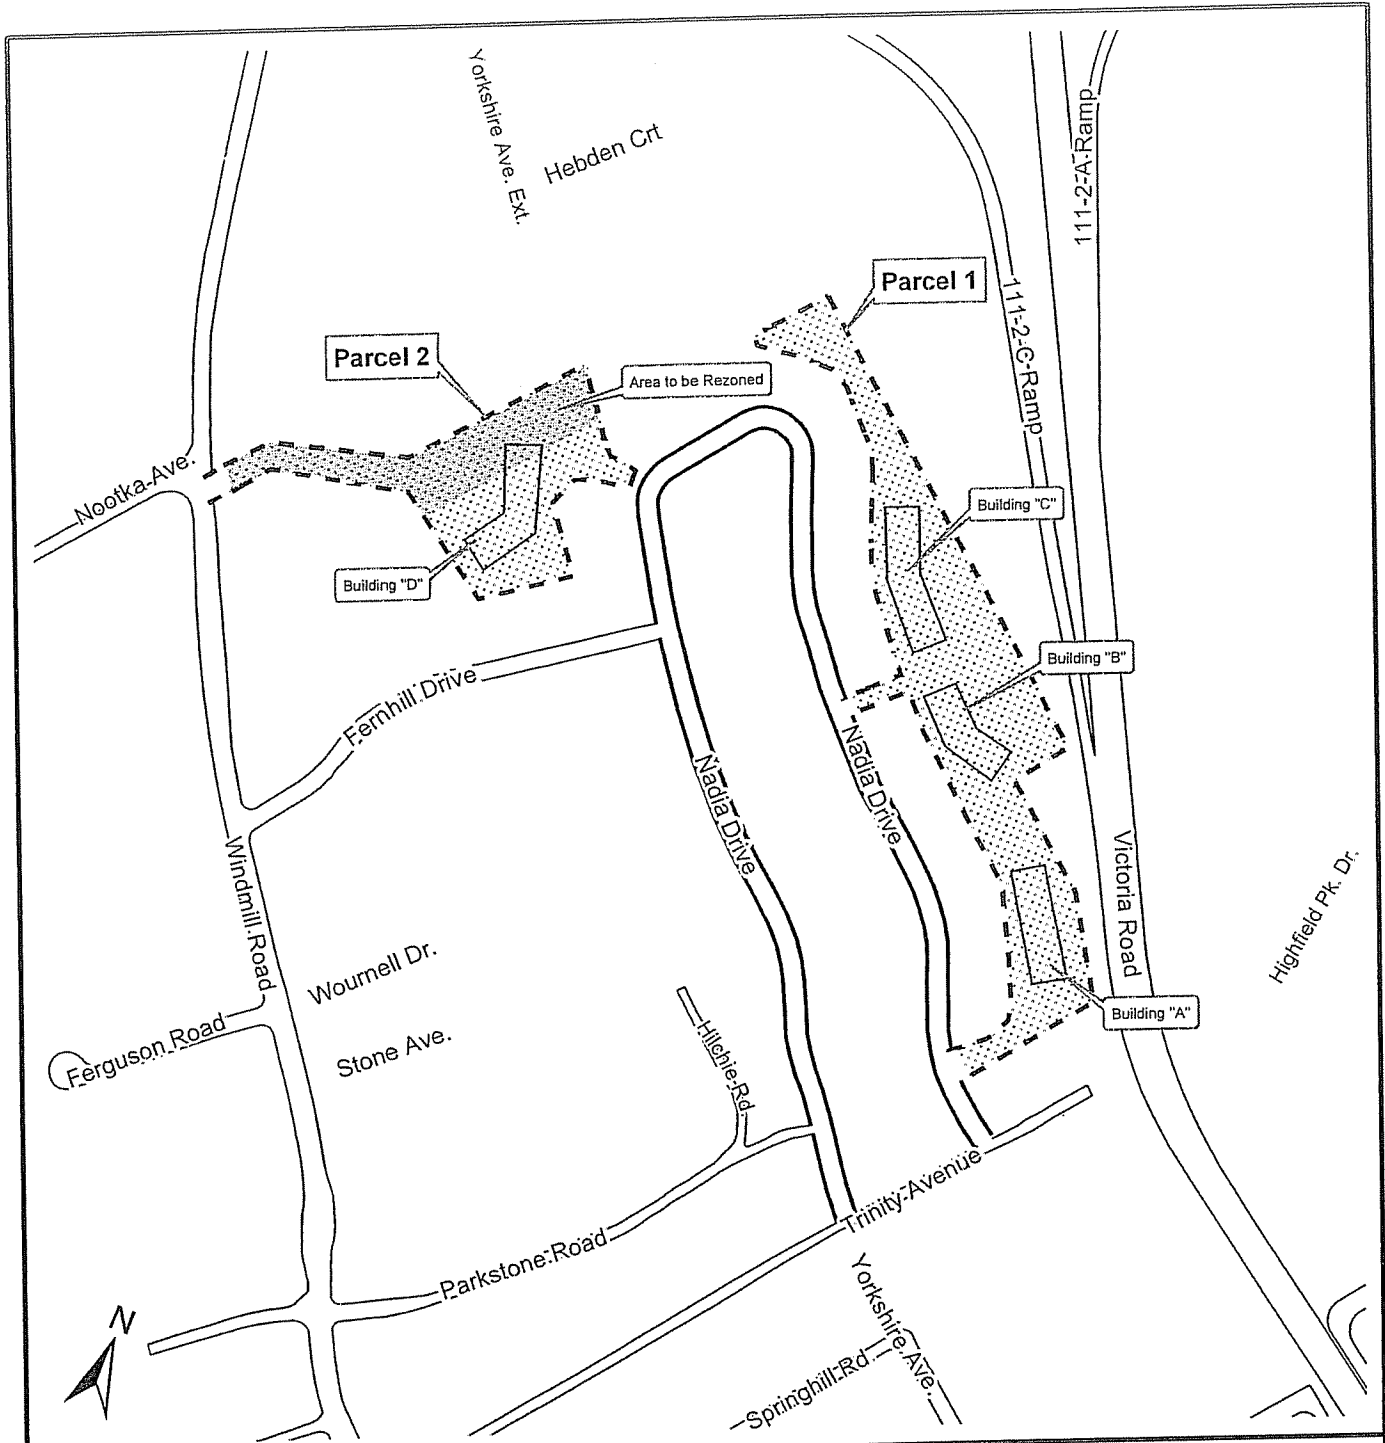 Yorkshire Ave. Ext.
Hebden Crt
111-2-A-Ramp
Parcel 1
111-2-C-Ramp
Parcel 2
Area to be Rezoned
Nootka Ave.
Building "C"
Building "D"
Building "B"
Fernhill Drive
Nadia Drive
Nadia Drive
Windmill Road
Victoria Road
Highfield Pk. Dr.
Wournell Dr.
Building "A"
Ferguson Road
Stone Ave.
Hilchie Rd.
Trinity Avenue
Parkstone Road
Yorkshire Ave.
Springhill Rd.
N